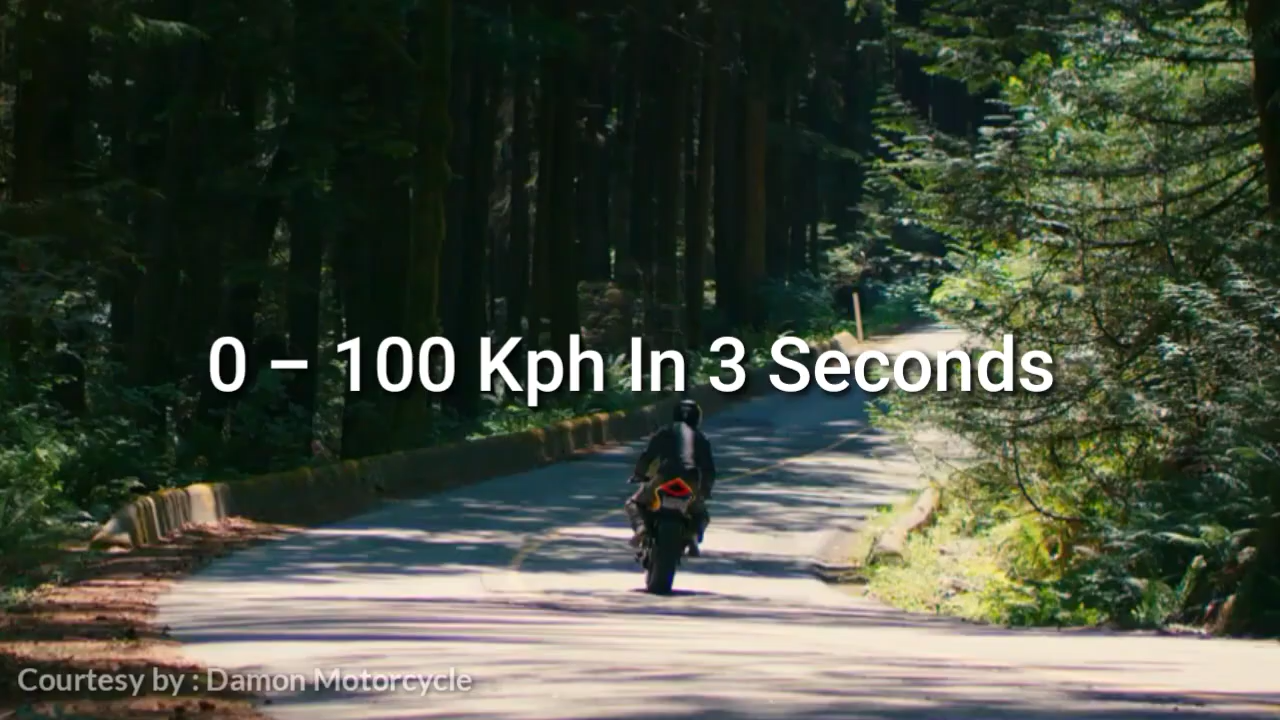 0 – 100 Kph In 3 Seconds
Courtesy by : Damon Motorcycle